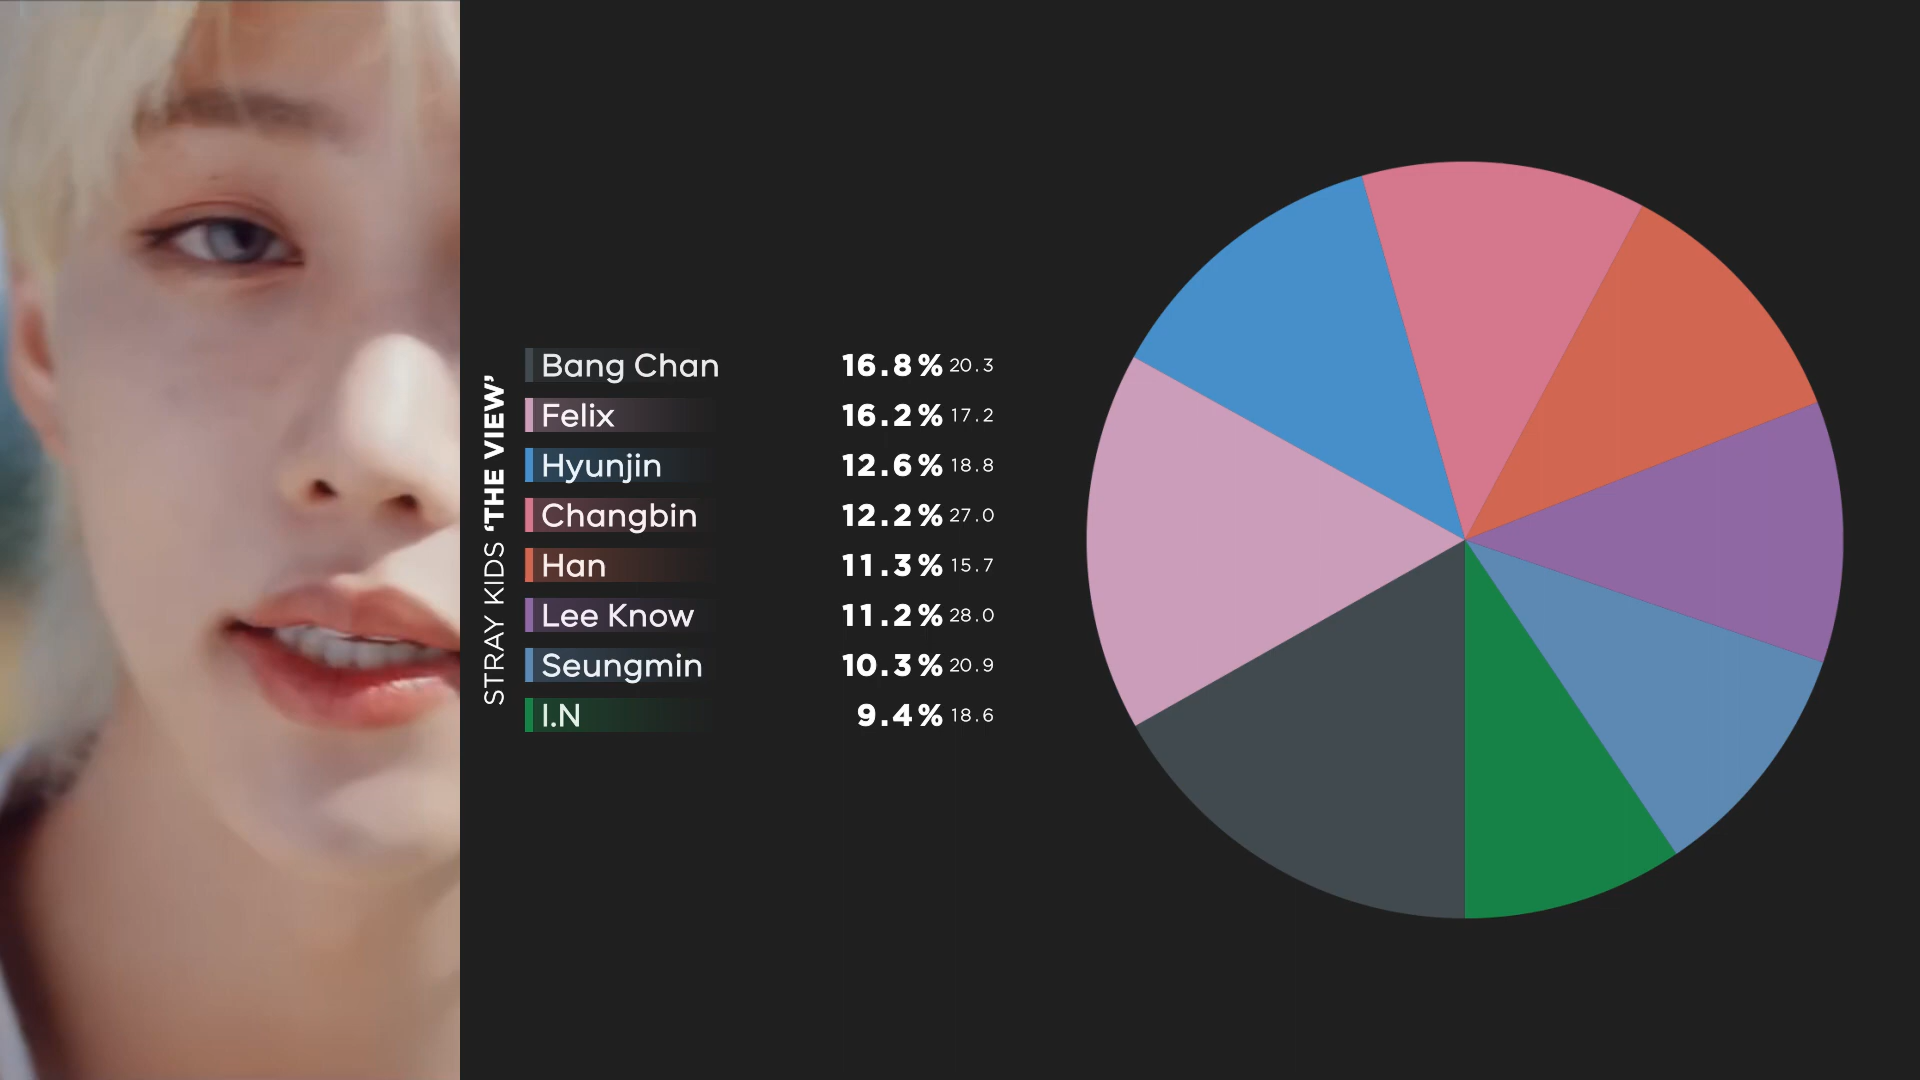 STRAY KIDS ‘THE VIEW’
Bang Chan 16.8% 20.3
Felix 16.2% 17.2
Hyunjin 12.6% 18.8
Changbin 12.2% 27.0
Han 11.3% 15.7
Lee Know 11.2% 28.0
Seungmin 10.3% 20.9
I.N 9.4% 18.6